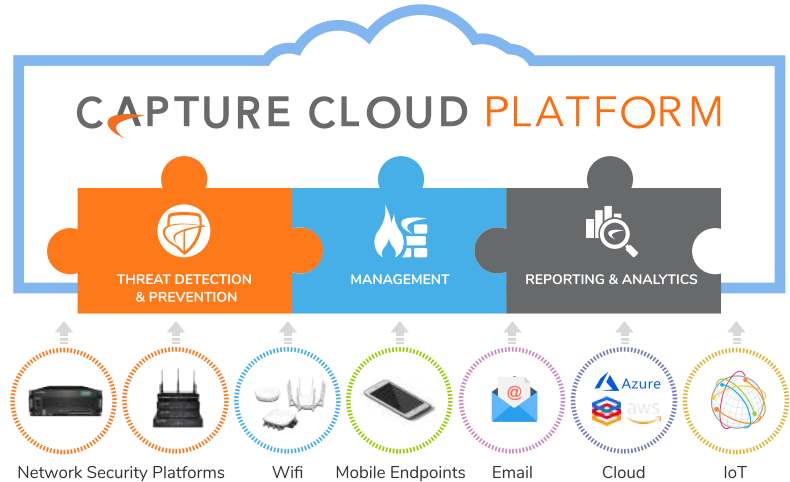 CAPTURE CLOUD PLATFORM
THREAT DETECTION
& PREVENTION
MANAGEMENT
REPORTING & ANALYTICS
@
Azure
aws
Network Security Platforms
Wifi
Mobile Endpoints
Email
Cloud
IoT